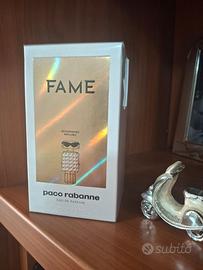 FAME
paco rabanne
EAU DE PARFUM
subito